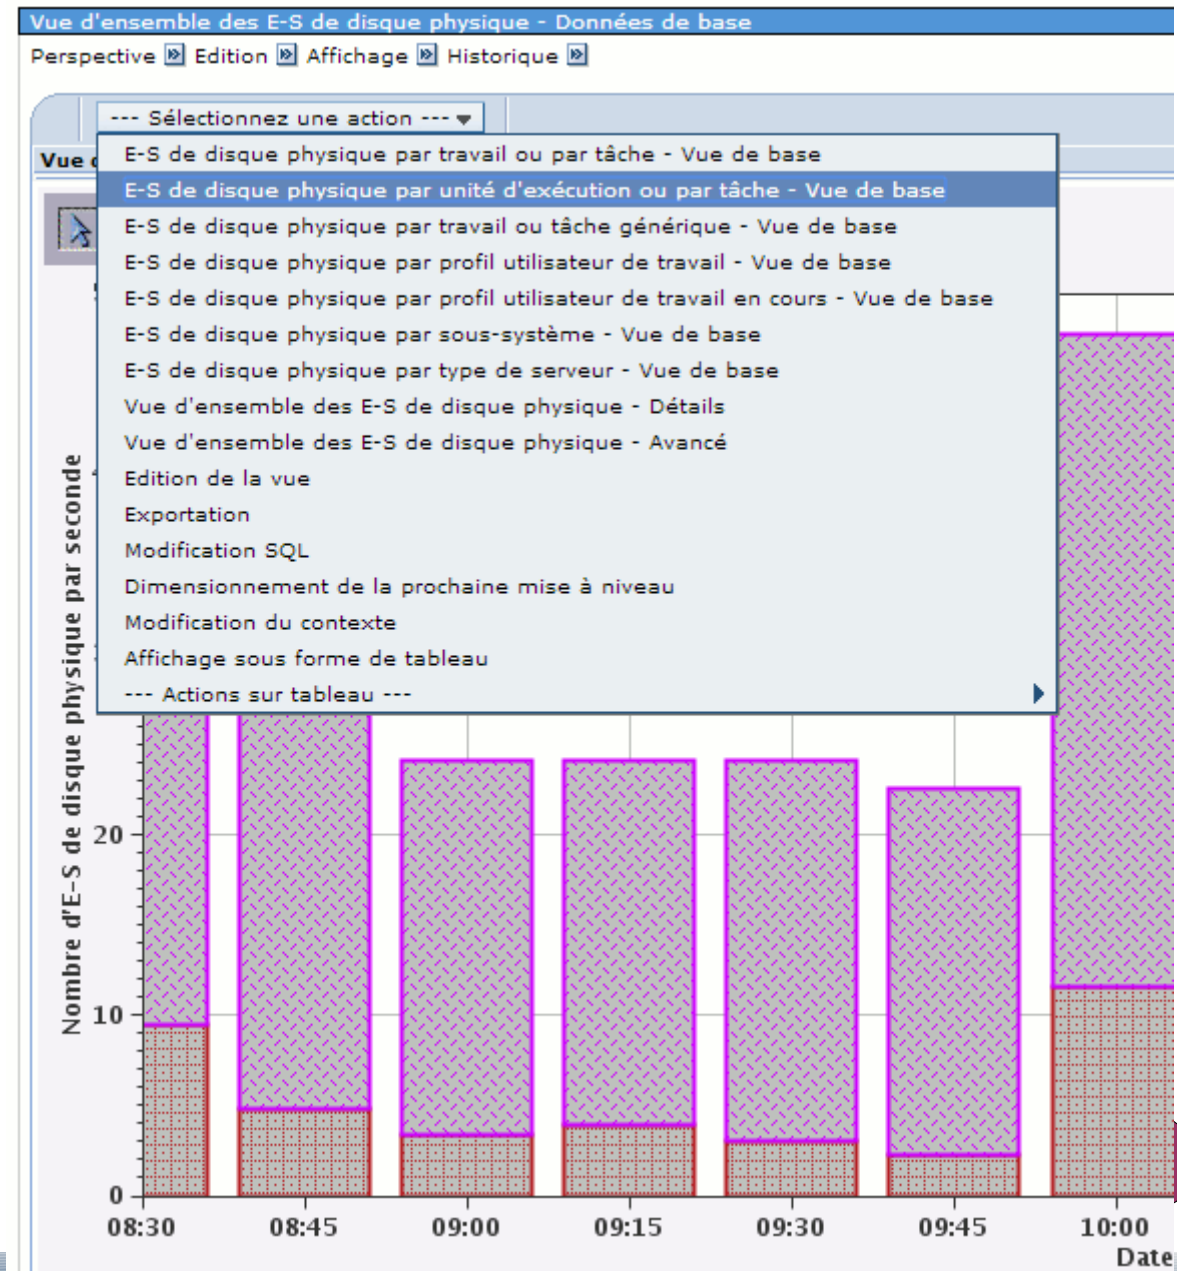 Vue d'ensemble des E-S de disque physique - Données de base
Perspective Edition Affichage Historique
--- Sélectionnez une action ---
Vue
E-S de disque physique par travail ou par tâche - Vue de base
E-S de disque physique par unité d'exécution ou par tâche - Vue de base
E-S de disque physique par travail ou tâche générique - Vue de base
E-S de disque physique par profil utilisateur de travail - Vue de base
E-S de disque physique par profil utilisateur de travail en cours - Vue de base
E-S de disque physique par sous-système - Vue de base
E-S de disque physique par type de serveur - Vue de base
Vue d'ensemble des E-S de disque physique - Détails
Vue d'ensemble des E-S de disque physique - Avancé
Edition de la vue
Exportation
Modification SQL
Dimensionnement de la prochaine mise à niveau
Modification du contexte
Affichage sous forme de tableau
--- Actions sur tableau ---
Nombre d'E-S de disque physique par seconde
20
10
0
08:30 08:45 09:00 09:15 09:30 09:45 10:00
Date